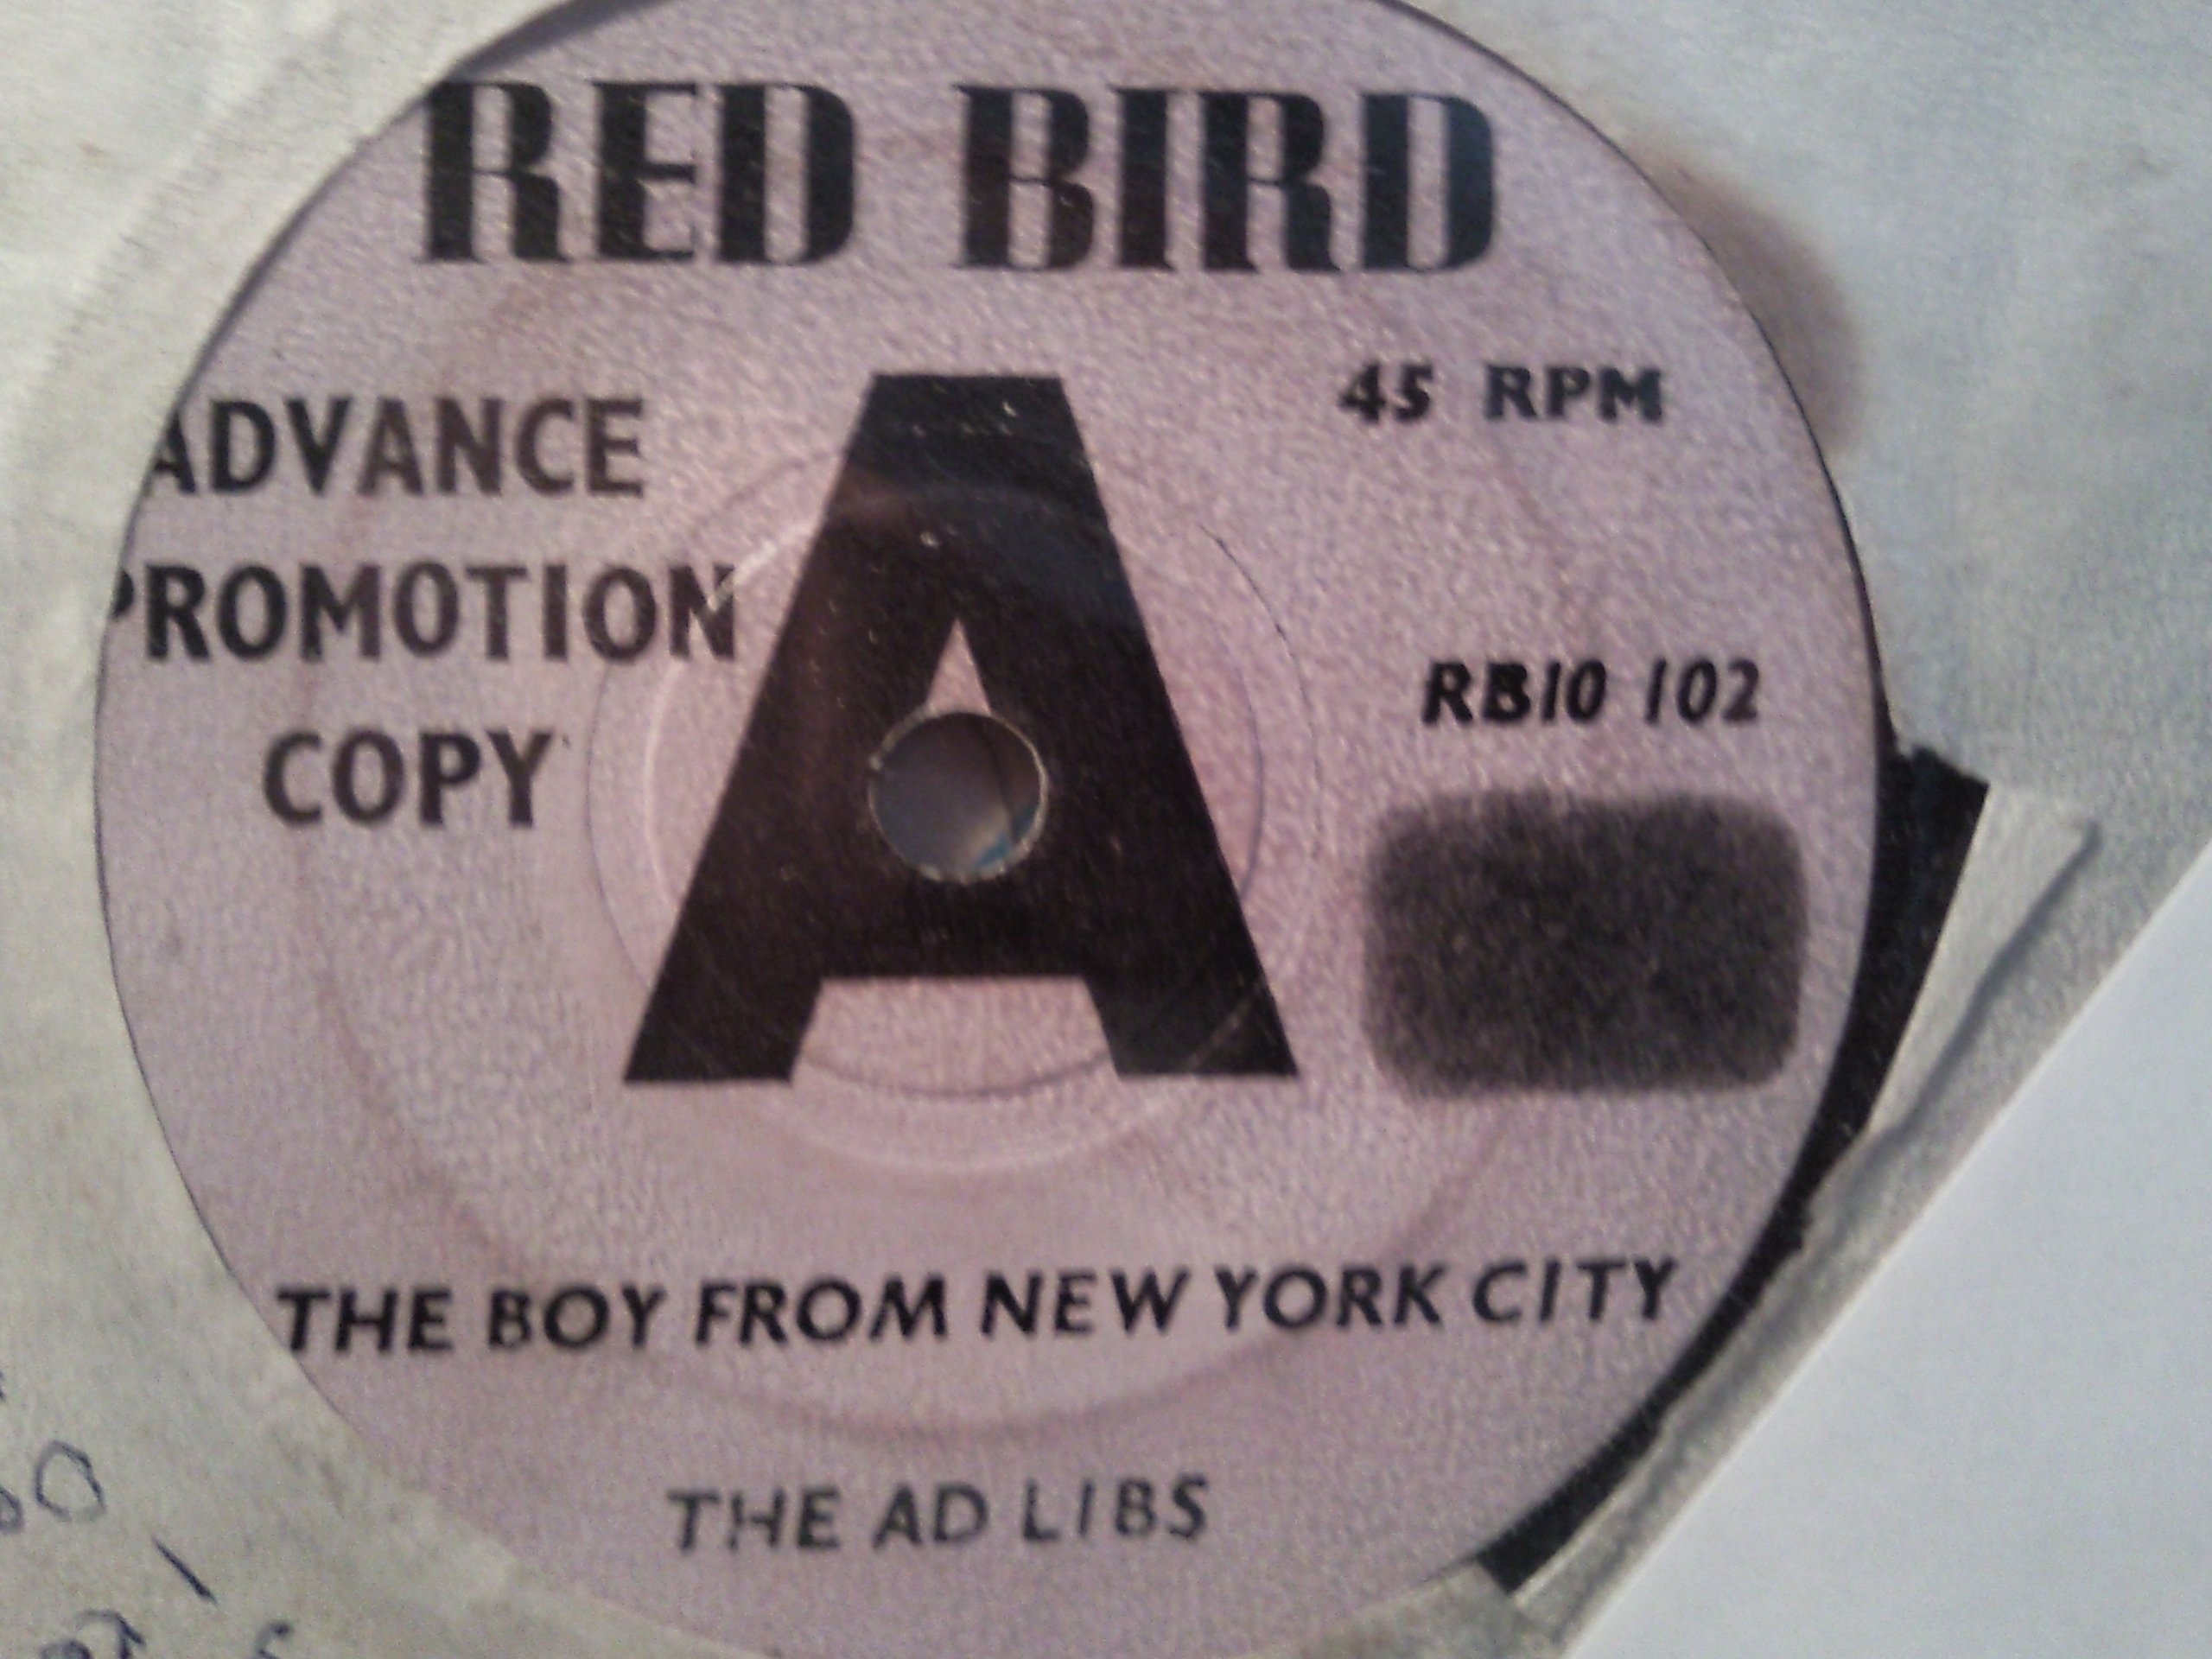 RED BIRD
45 RPM
ADVANCE
PROMOTION
COPY
A
RB10 102
THE BOY FROM NEW YORK CITY
THE AD LIBS